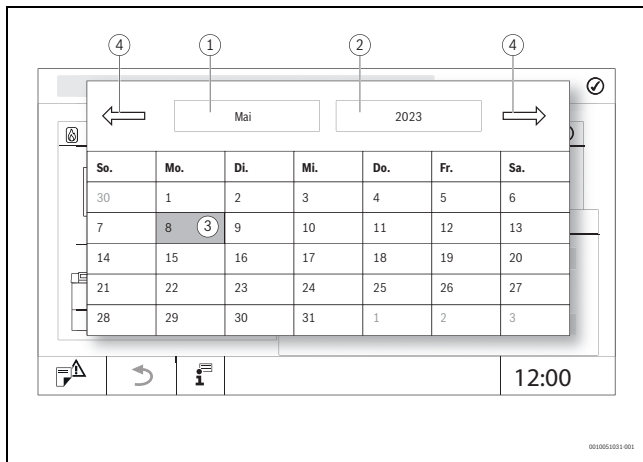 4 1 2 4
Mai 2023
So. Mo. Di. Mi. Do. Fr. Sa.
30 1 2 3 4 5 6
7 8 3 9 10 11 12 13
14 15 16 17 18 19 20
21 22 23 24 25 26 27
28 29 30 31 1 2 3
i 12:00
0010051031-001